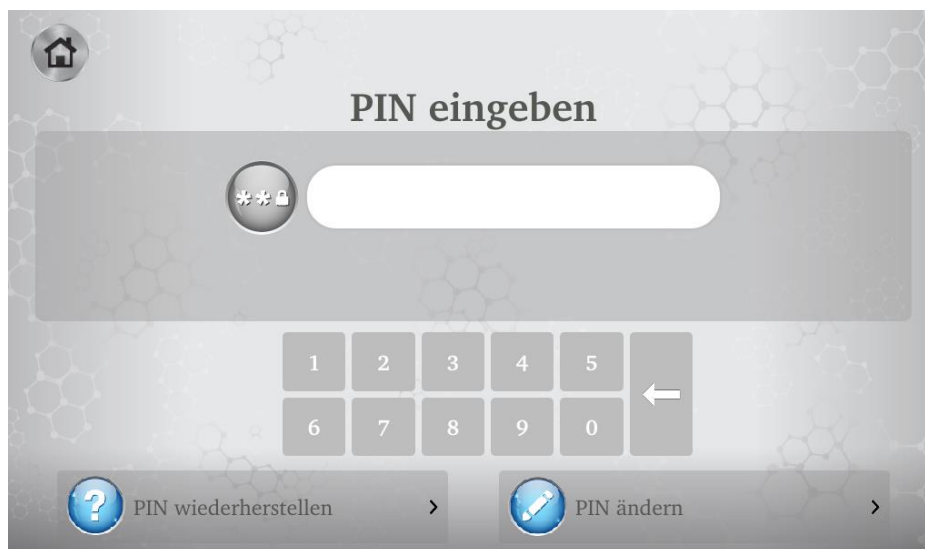 PIN eingeben
**
1 2 3 4 5
6 7 8 9 0
PIN wiederherstellen
PIN ändern